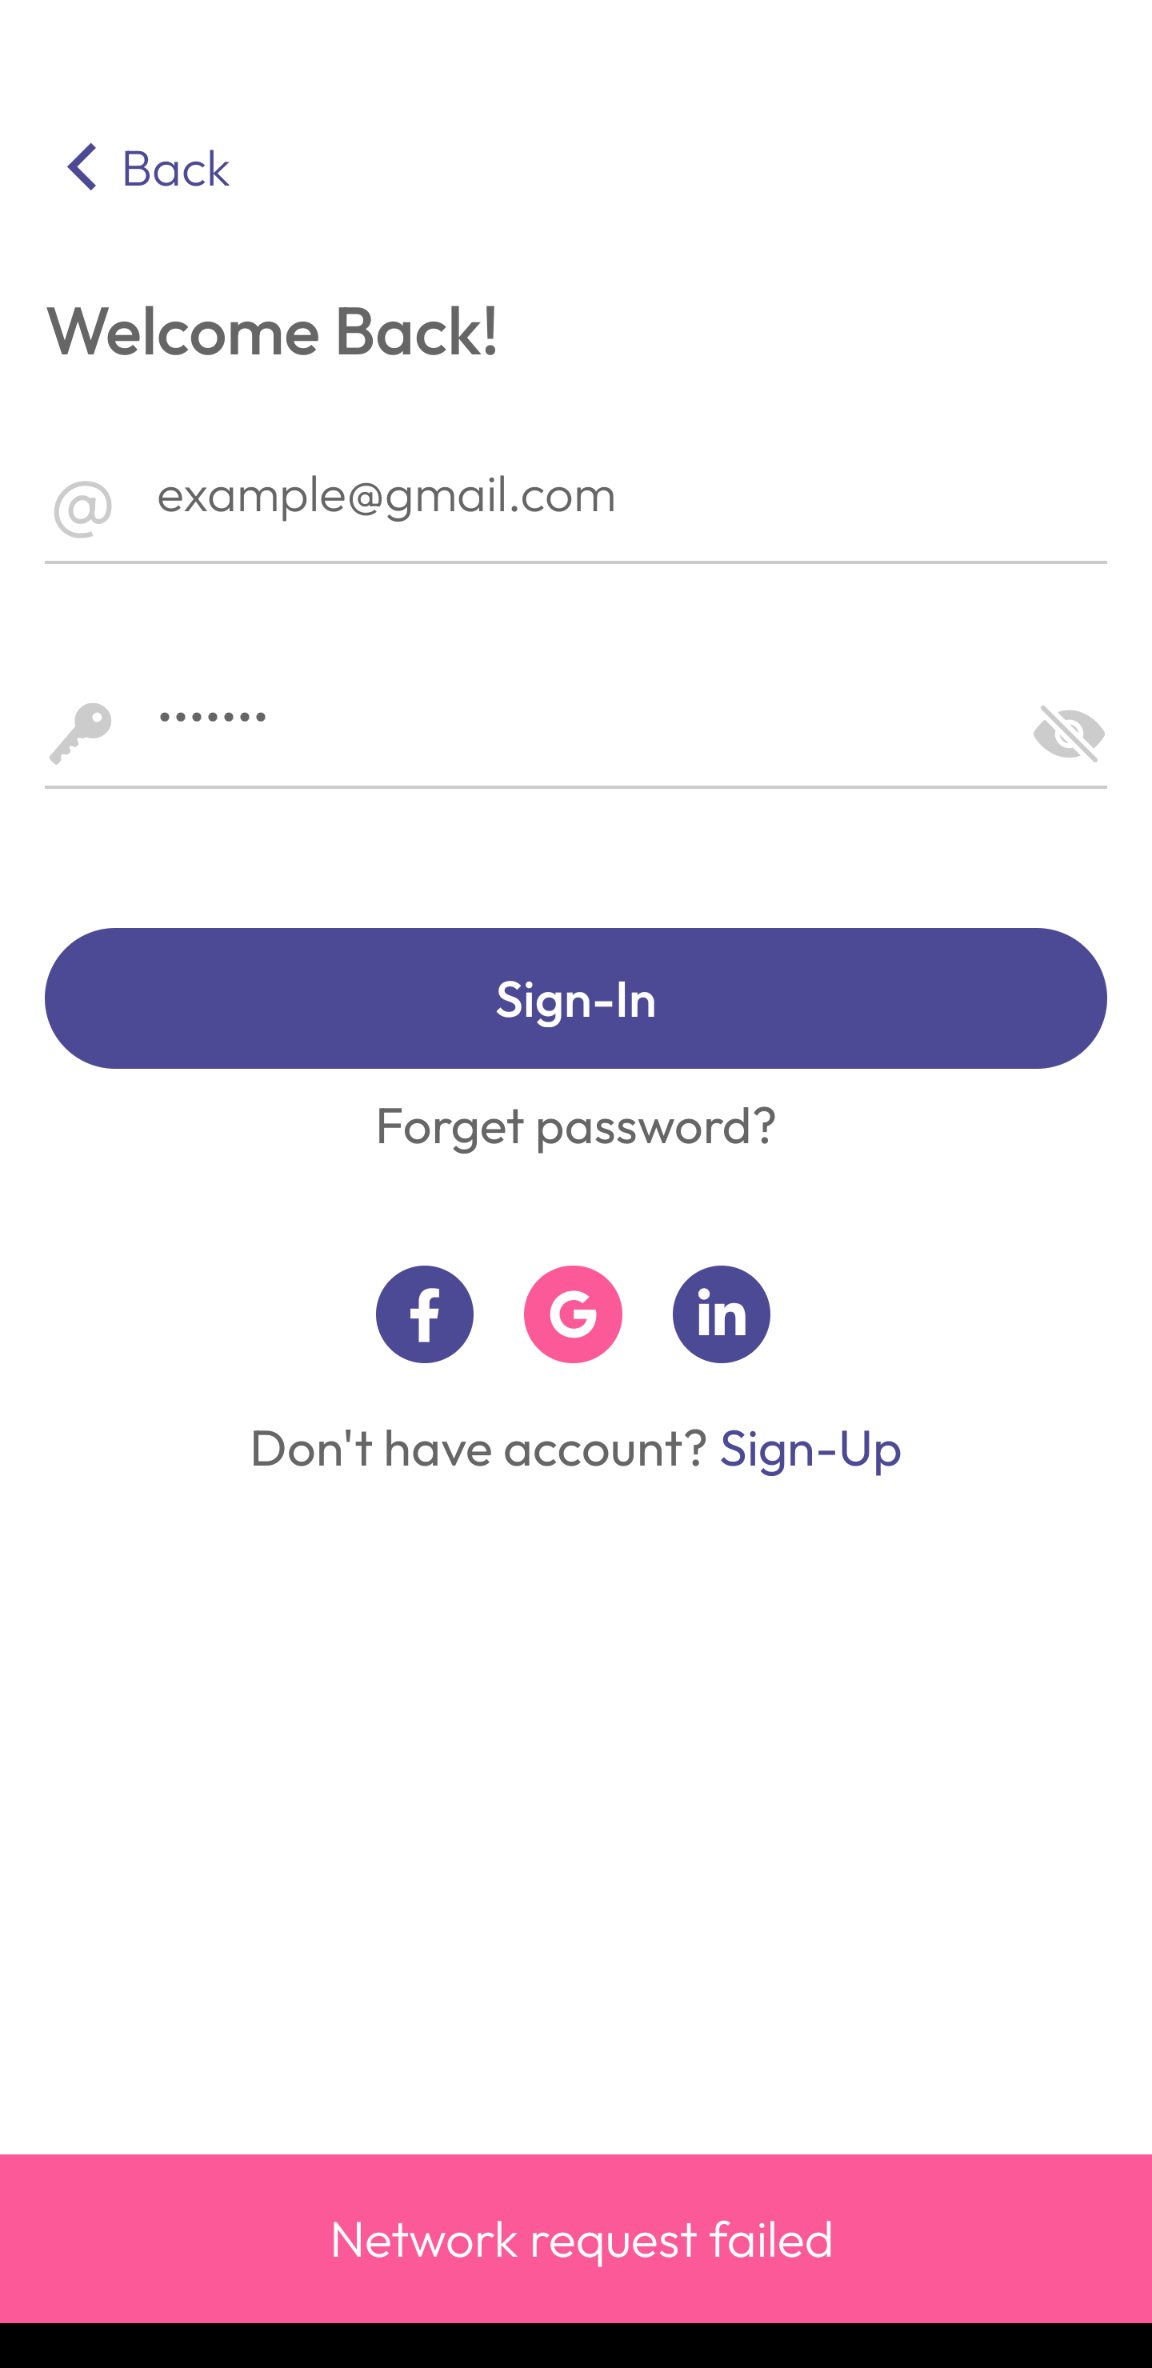 Back
Welcome Back!
@ example@gmail.com
•••••••
Sign-In
Forget password?
f G in
Don't have account? Sign-Up
Network request failed